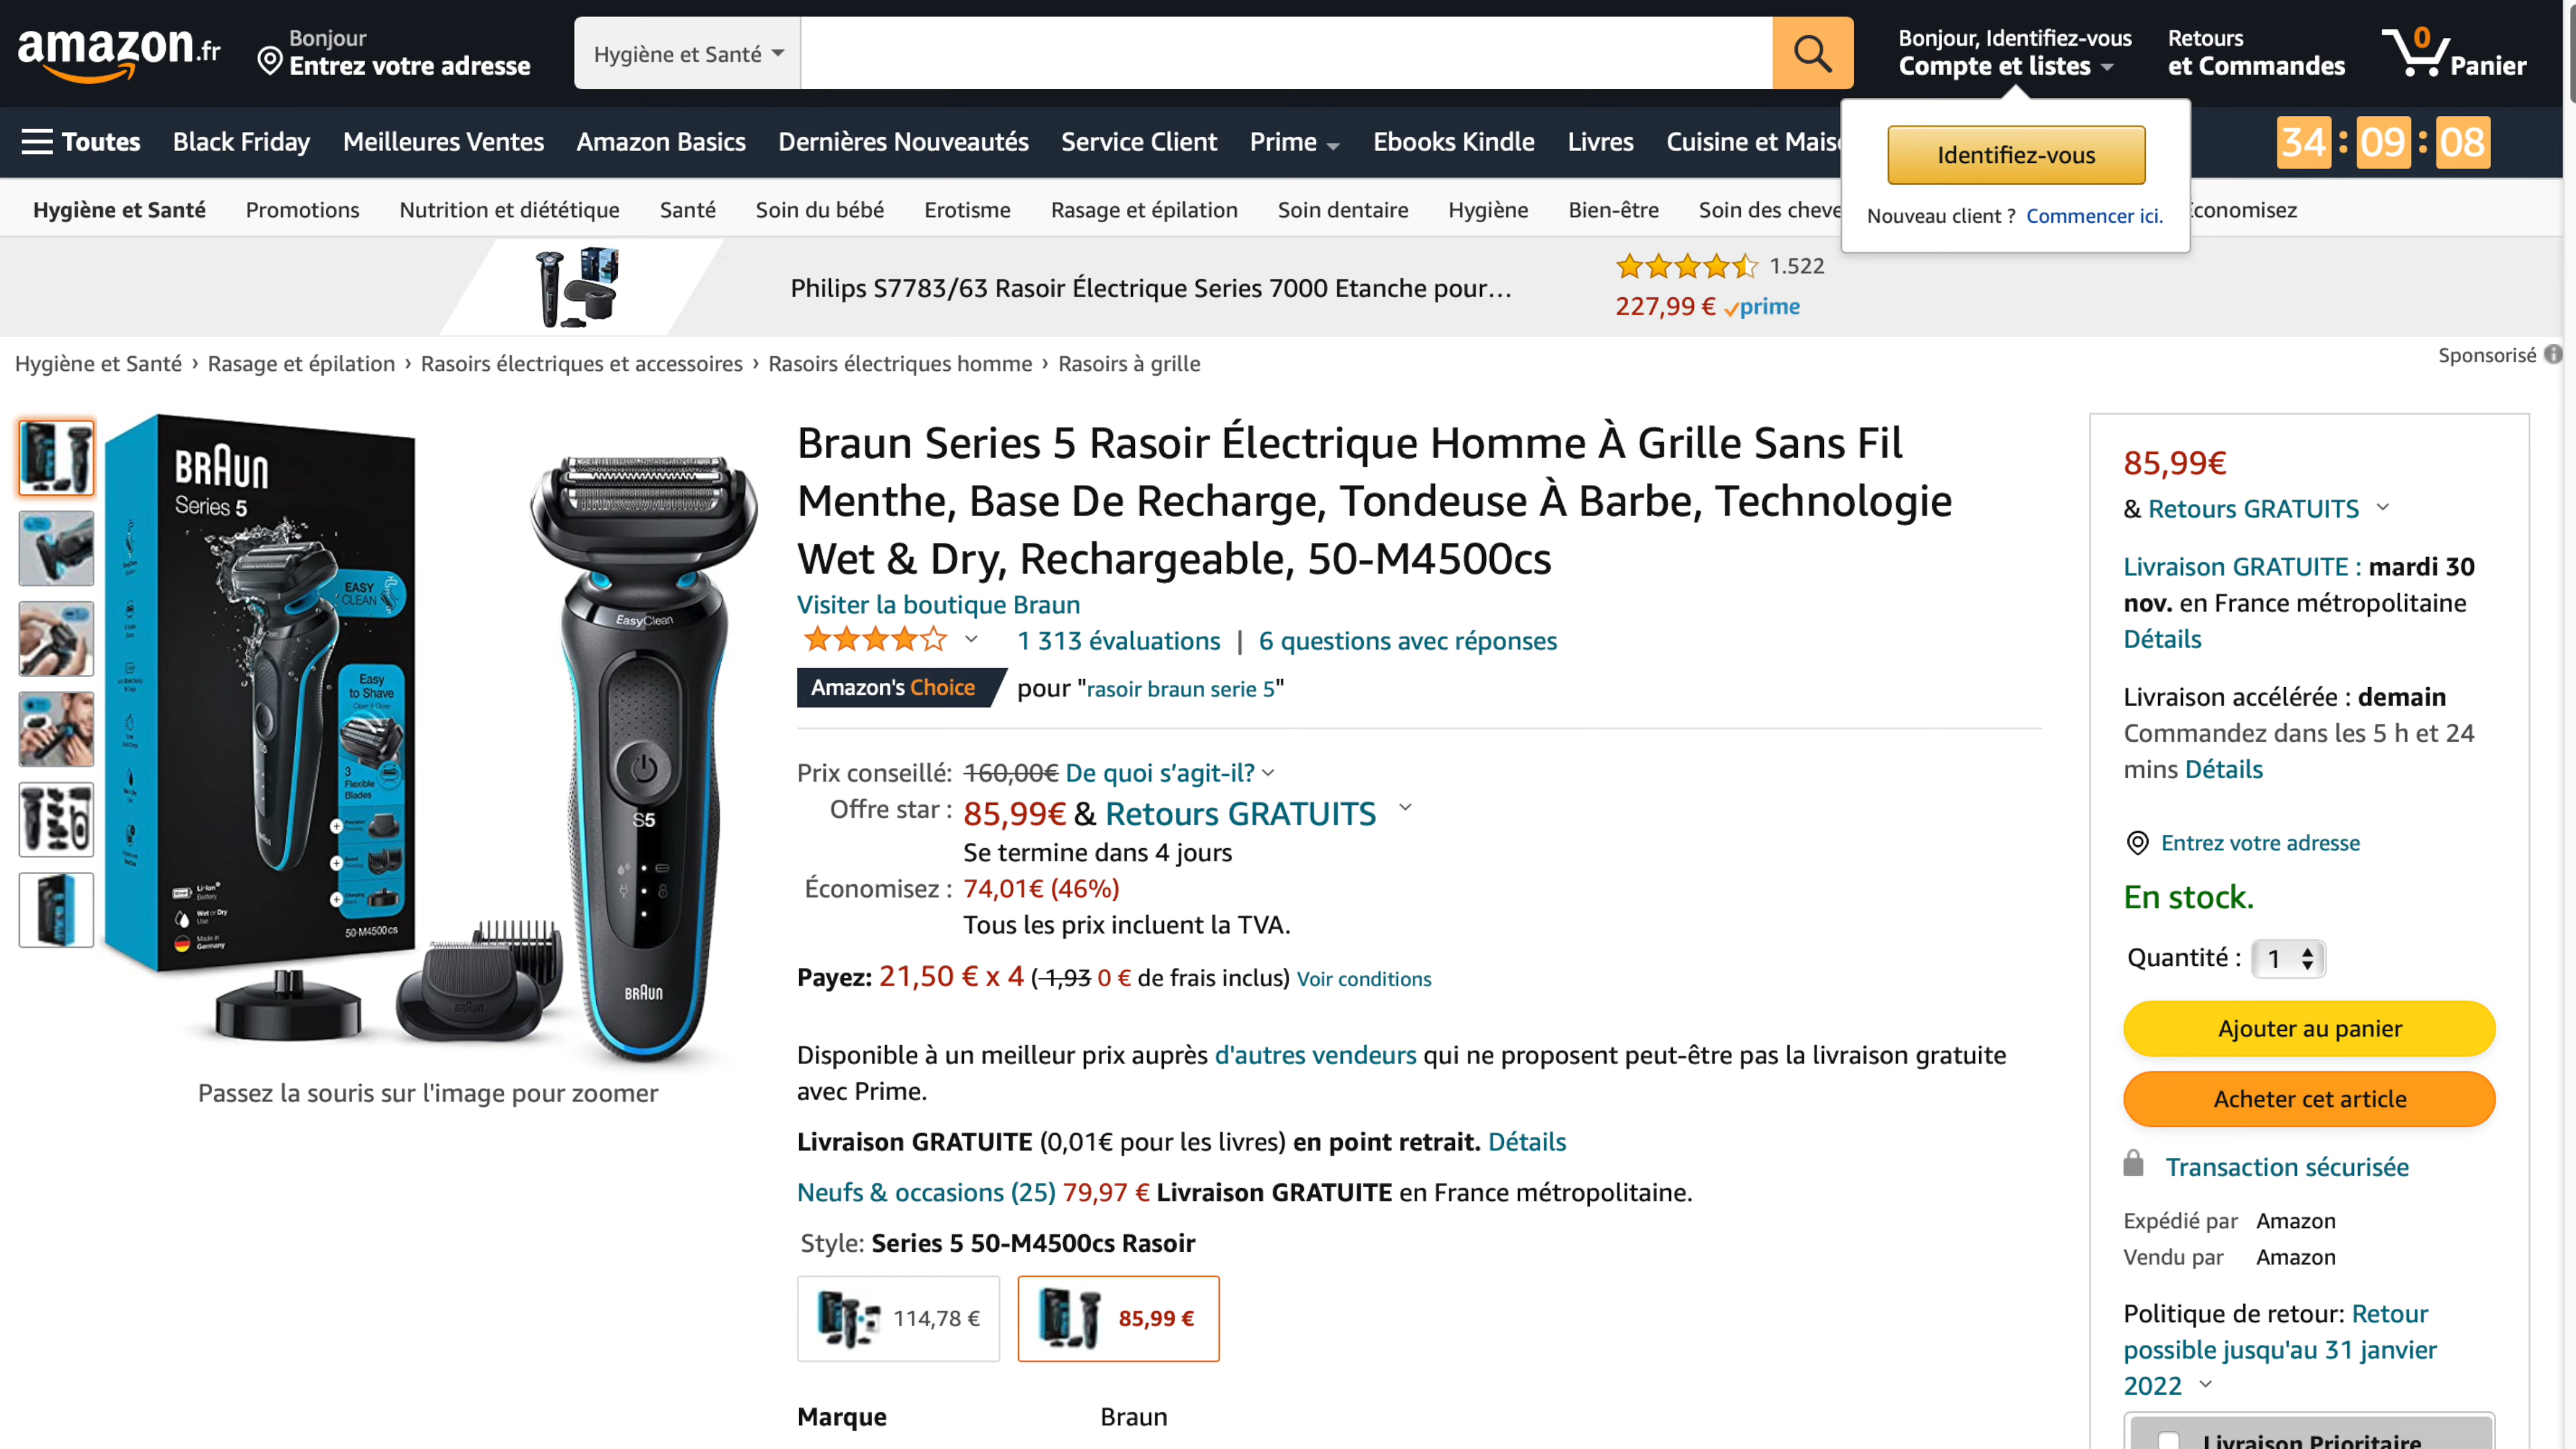 amazon.fr
Bonjour
Entrez votre adresse
Hygiène et Santé
Bonjour, Identifiez-vous
Compte et listes
Retours
et Commandes
0
Panier
Toutes
Black Friday
Meilleures Ventes
Amazon Basics
Dernières Nouveautés
Service Client
Prime
Ebooks Kindle
Livres
Cuisine et Mais
34 : 09 : 08
Identifiez-vous
Nouveau client ? Commencer ici.
Hygiène et Santé
Promotions
Nutrition et diététique
Santé
Soin du bébé
Erotisme
Rasage et épilation
Soin dentaire
Hygiène
Bien-être
Soin des cheve
Économisez
Philips S7783/63 Rasoir Électrique Series 7000 Etanche pour…
1.522
227,99 € prime
Sponsorisé
Hygiène et Santé › Rasage et épilation › Rasoirs électriques et accessoires › Rasoirs électriques homme › Rasoirs à grille
BRAUN
Series 5
EASY
CLEAN
Easy
to Shave
Clean & Close
3
Flexible
Blades
Li-Ion
Battery
Wet or Dry
Use
Made in
Germany
50-M4500cs
EasyClean
S5
BRAUN
BRAUN
Passez la souris sur l'image pour zoomer
Braun Series 5 Rasoir Électrique Homme À Grille Sans Fil
Menthe, Base De Recharge, Tondeuse À Barbe, Technologie
Wet & Dry, Rechargeable, 50-M4500cs
Visiter la boutique Braun
1 313 évaluations | 6 questions avec réponses
Amazon's Choice pour "rasoir braun serie 5"
Prix conseillé: 160,00€ De quoi s’agit-il?
Offre star : 85,99€ & Retours GRATUITS
Se termine dans 4 jours
Économisez : 74,01€ (46%)
Tous les prix incluent la TVA.
Payez: 21,50 € x 4 (1,93 0 € de frais inclus) Voir conditions
Disponible à un meilleur prix auprès d'autres vendeurs qui ne proposent peut-être pas la livraison gratuite
avec Prime.
Livraison GRATUITE (0,01€ pour les livres) en point retrait. Détails
Neufs & occasions (25) 79,97 € Livraison GRATUITE en France métropolitaine.
Style: Series 5 50-M4500cs Rasoir
114,78 €
85,99 €
Marque Braun
85,99€
& Retours GRATUITS
Livraison GRATUITE : mardi 30
nov. en France métropolitaine
Détails
Livraison accélérée : demain
Commandez dans les 5 h et 24
mins Détails
Entrez votre adresse
En stock.
Quantité : 1
Ajouter au panier
Acheter cet article
Transaction sécurisée
Expédié par Amazon
Vendu par Amazon
Politique de retour: Retour
possible jusqu'au 31 janvier
2022
Livraison Prioritaire